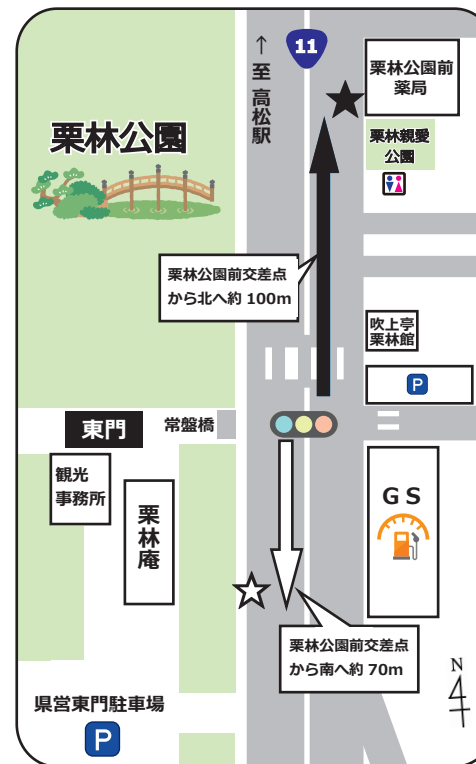 11
↑ 至 高松駅
栗林公園前
薬局
栗林公園
栗林親愛
公園
栗林公園前交差点
から北へ約 100m
吹上亭
栗林館
P
東門
常盤橋
観光
事務所
栗林庵
GS
栗林公園前交差点
から南へ約 70m
N
県営東門駐車場
P